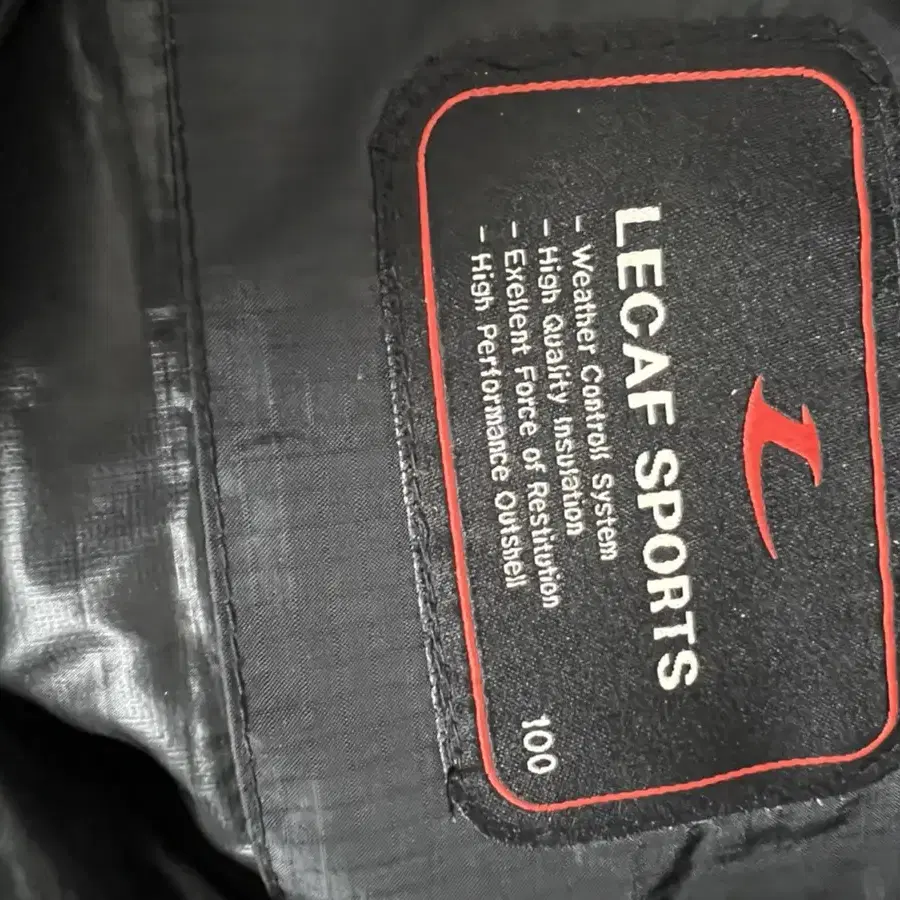 L
LECAF SPORTS
- Weather Controll System
- High Quality Insulation
- Exellent Force of Restitution
- High Performance Outshell
100